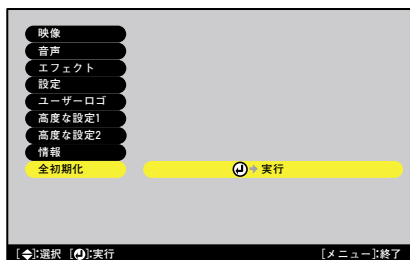 映像
音声
エフェクト
設定
ユーザーロゴ
高度な設定1
高度な設定2
情報
全初期化 実行
[◆]:選択 [⏎]:実行 [メニュー]:終了